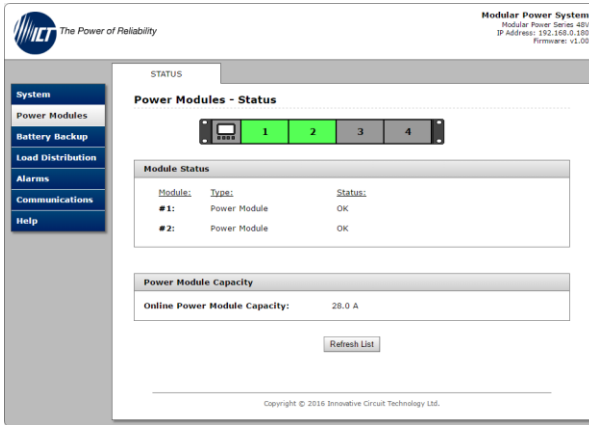 ICT The Power of Reliability
Modular Power System
Modular Power Series 48V
IP Address: 192.168.0.180
Firmware: v1.00
STATUS
System
Power Modules
Battery Backup
Load Distribution
Alarms
Communications
Help
Power Modules - Status
1 2 3 4
Module Status
Module: Type: Status:
#1: Power Module OK
#2: Power Module OK
Power Module Capacity
Online Power Module Capacity: 28.0 A
Refresh List
Copyright © 2016 Innovative Circuit Technology Ltd.